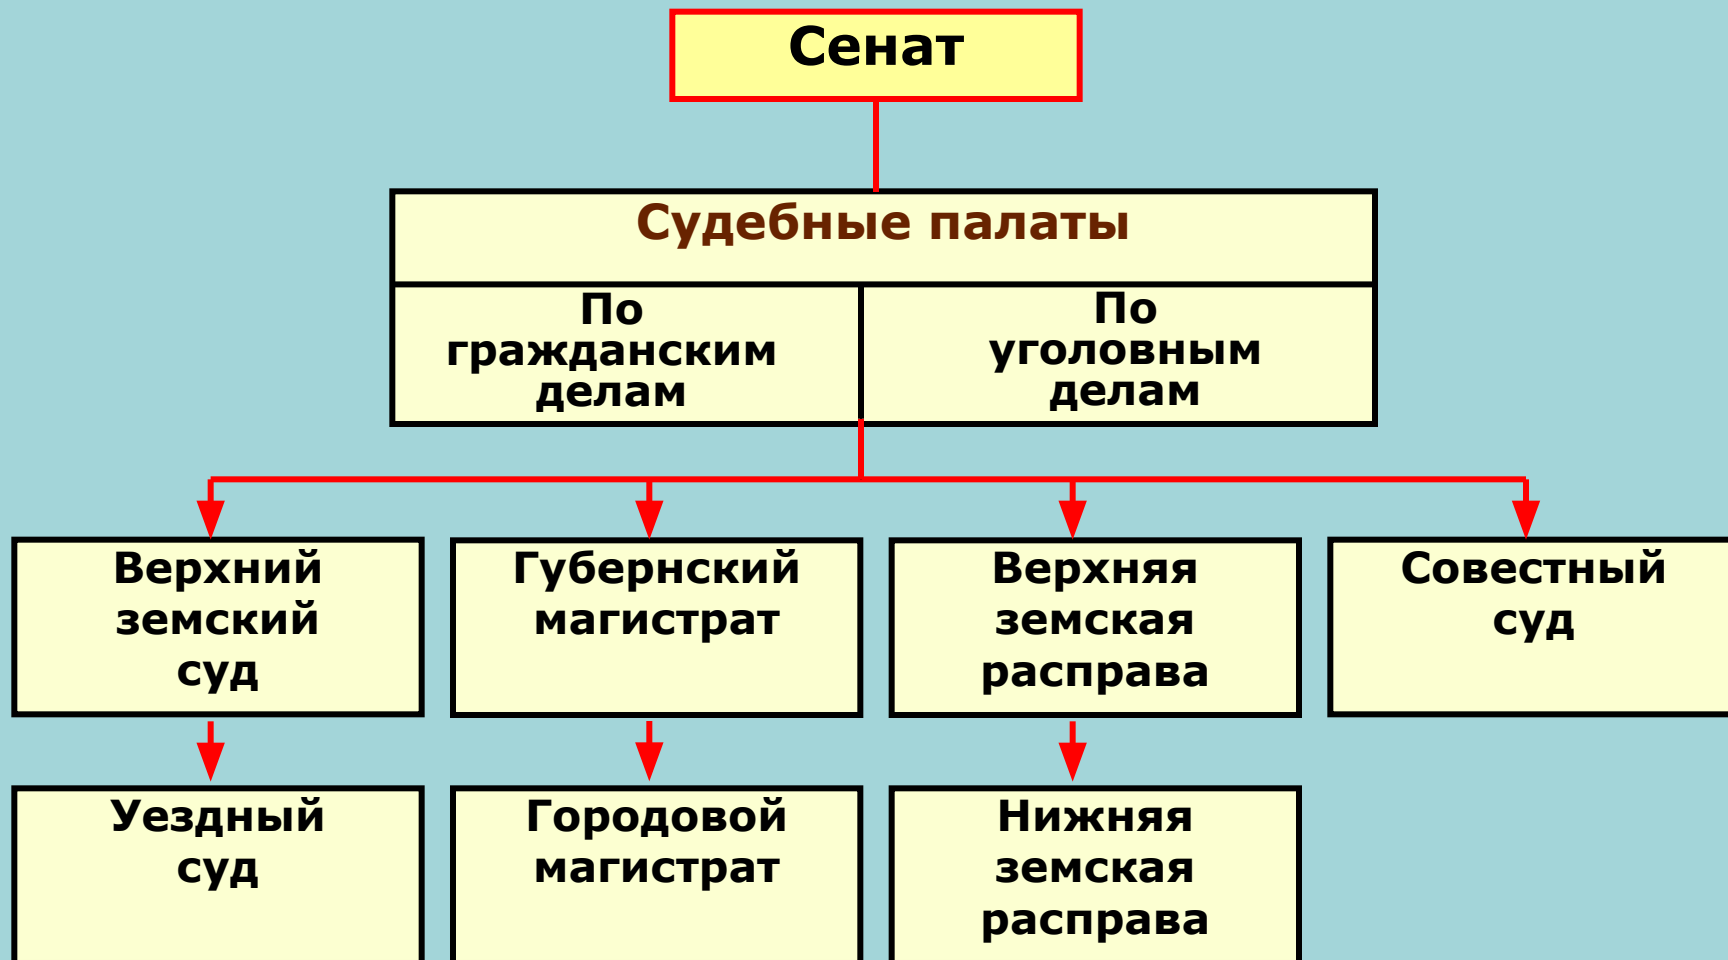 Сенат
Судебные палаты
По
гражданским
делам
По
уголовным
делам
Верхний
земский
суд
Губернский
магистрат
Верхняя
земская
расправа
Совестный
суд
Уездный
суд
Городовой
магистрат
Нижняя
земская
расправа